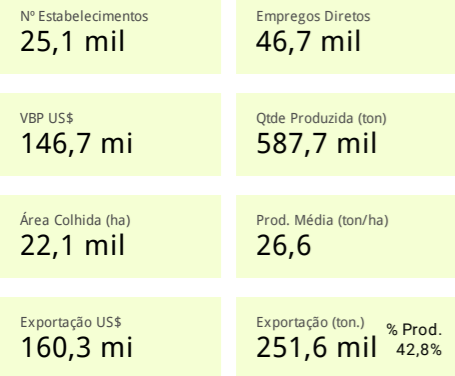 Nº Estabelecimentos
25,1 mil
Empregos Diretos
46,7 mil
VBP US$
146,7 mi
Qtde Produzida (ton)
587,7 mil
Área Colhida (ha)
22,1 mil
Prod. Média (ton/ha)
26,6
Exportação US$
160,3 mi
Exportação (ton.)
251,6 mil
% Prod.
42,8%